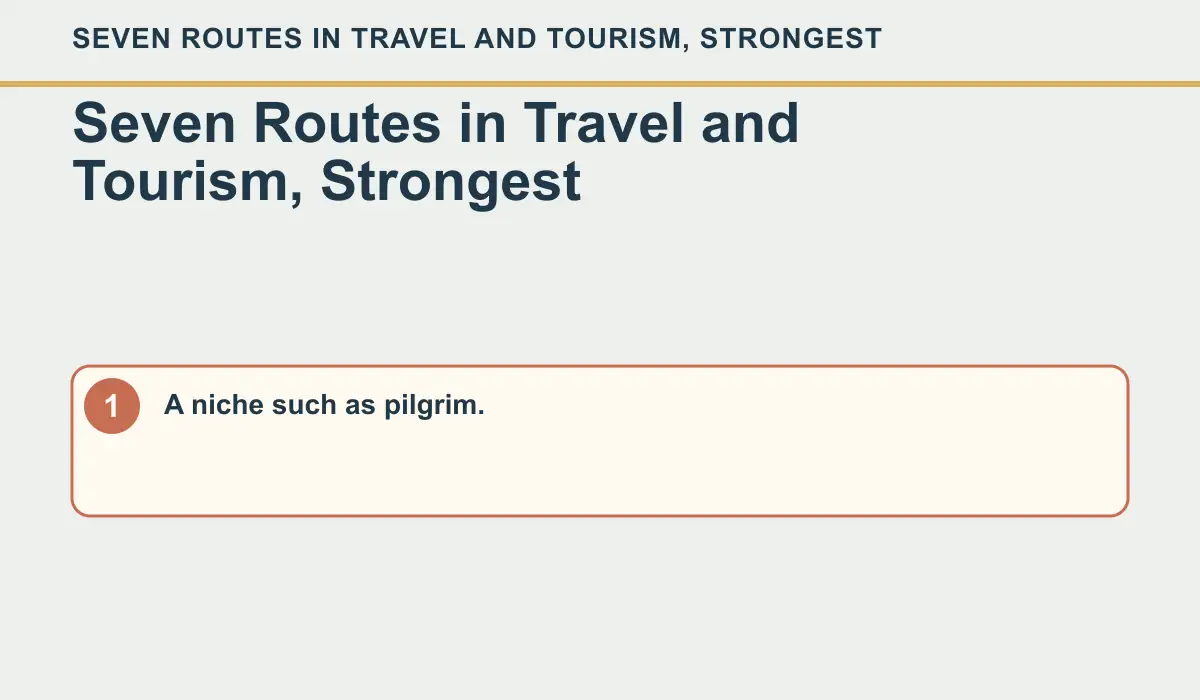 SEVEN ROUTES IN TRAVEL AND TOURISM, STRONGEST
Seven Routes in Travel and
Tourism, Strongest
1 A niche such as pilgrim.